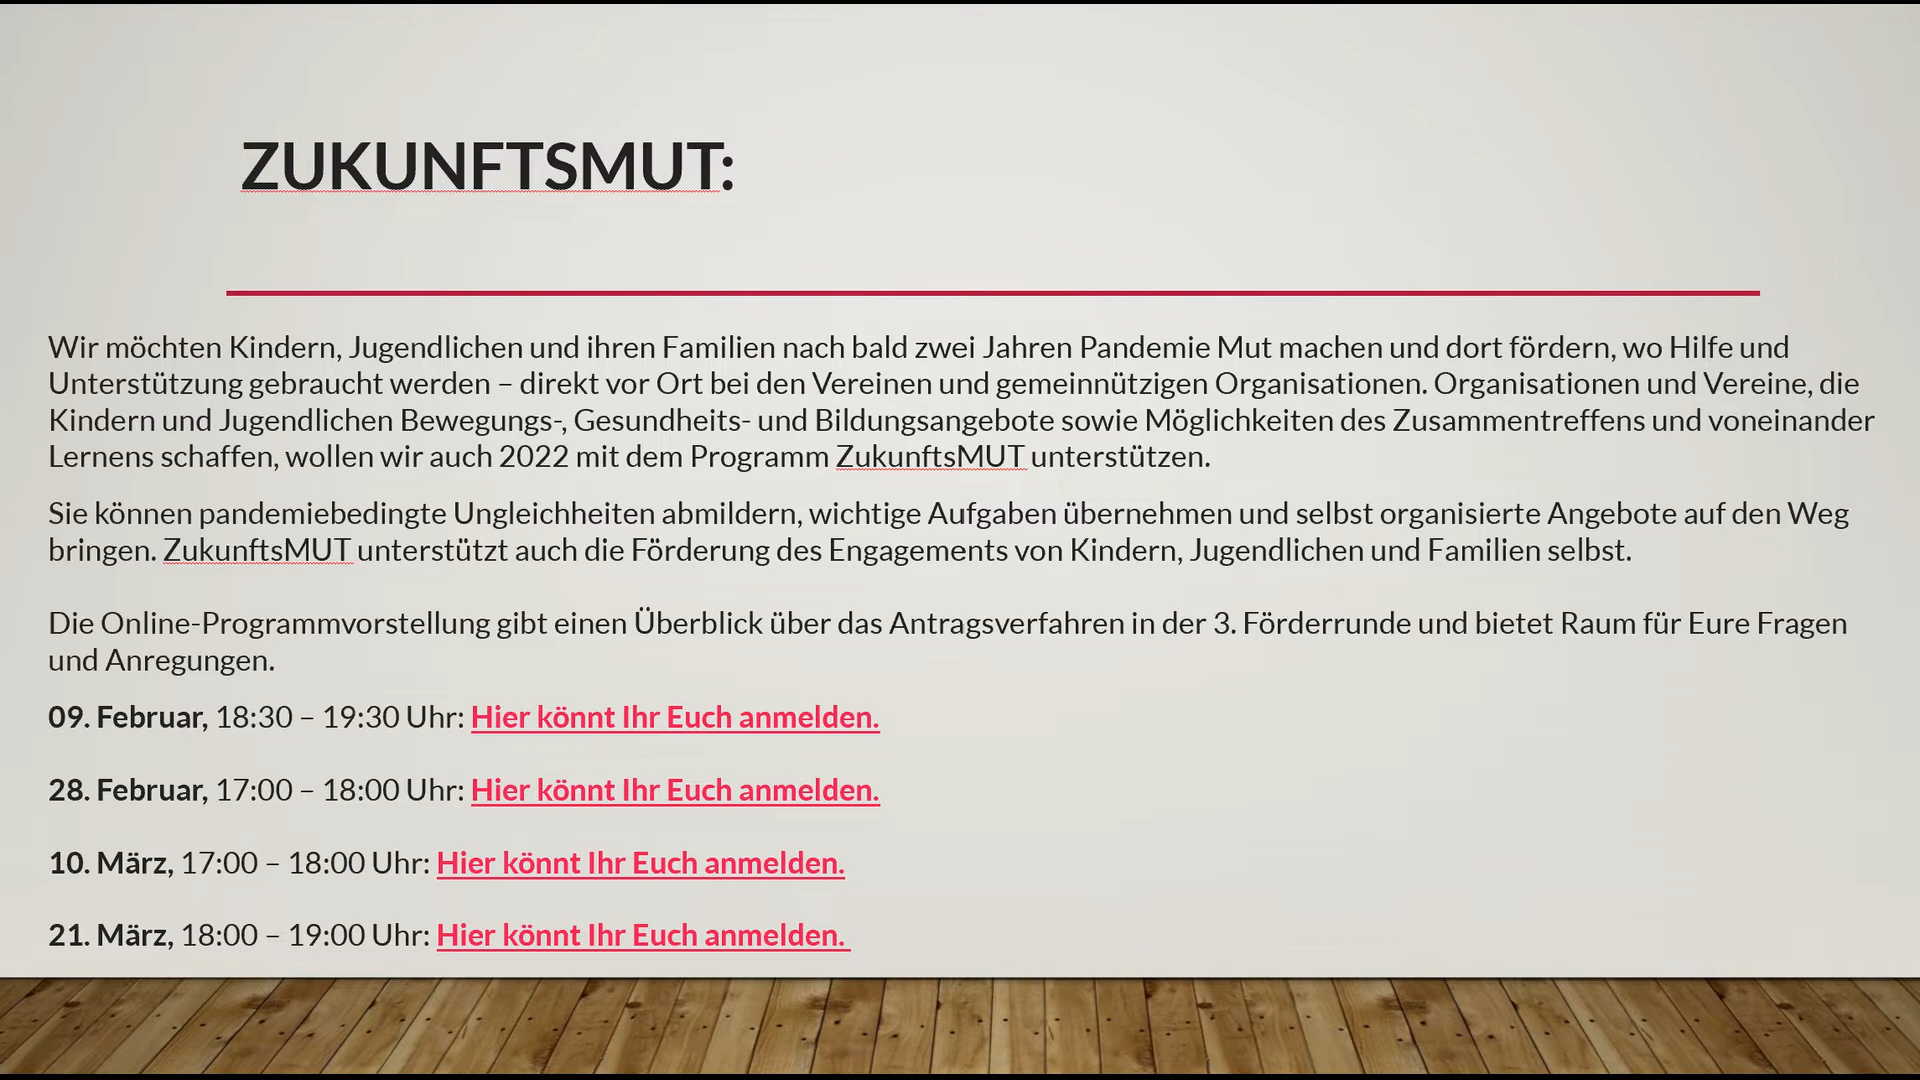 ZUKUNFTSMUT:
Wir möchten Kindern, Jugendlichen und ihren Familien nach bald zwei Jahren Pandemie Mut machen und dort fördern, wo Hilfe und
Unterstützung gebraucht werden – direkt vor Ort bei den Vereinen und gemeinnützigen Organisationen. Organisationen und Vereine, die
Kindern und Jugendlichen Bewegungs-, Gesundheits- und Bildungsangebote sowie Möglichkeiten des Zusammentreffens und voneinander
Lernens schaffen, wollen wir auch 2022 mit dem Programm ZukunftsMUT unterstützen.
Sie können pandemiebedingte Ungleichheiten abmildern, wichtige Aufgaben übernehmen und selbst organisierte Angebote auf den Weg
bringen. ZukunftsMUT unterstützt auch die Förderung des Engagements von Kindern, Jugendlichen und Familien selbst.
Die Online-Programmvorstellung gibt einen Überblick über das Antragsverfahren in der 3. Förderrunde und bietet Raum für Eure Fragen
und Anregungen.
09. Februar, 18:30 – 19:30 Uhr: Hier könnt Ihr Euch anmelden.
28. Februar, 17:00 – 18:00 Uhr: Hier könnt Ihr Euch anmelden.
10. März, 17:00 – 18:00 Uhr: Hier könnt Ihr Euch anmelden.
21. März, 18:00 – 19:00 Uhr: Hier könnt Ihr Euch anmelden.